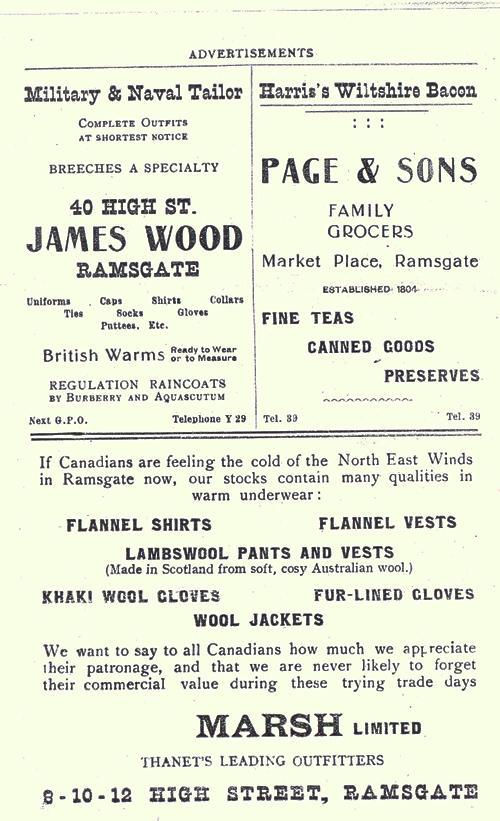 ADVERTISEMENTS
Military & Naval Tailor
COMPLETE OUTFITS
AT SHORTEST NOTICE
BREECHES A SPECIALTY
40 HIGH ST.
JAMES WOOD
RAMSGATE
Uniforms Caps Shirts Collars
Ties Socks Gloves
Puttees, Etc.
British Warms Ready to Wear
or to Measure
REGULATION RAINCOATS
BY BURBERRY AND AQUASCUTUM
Next G.P.O. Telephone Y 29
Harris's Wiltshire Bacon
: : :
PAGE & SONS
FAMILY
GROCERS
Market Place, Ramsgate
ESTABLISHED 1804
FINE TEAS
CANNED GOODS
PRESERVES
Tel. 39 Tel. 39
If Canadians are feeling the cold of the North East Winds
in Ramsgate now, our stocks contain many qualities in
warm underwear:
FLANNEL SHIRTS FLANNEL VESTS
LAMBSWOOL PANTS AND VESTS
(Made in Scotland from soft, cosy Australian wool.)
KHAKI WOOL GLOVES FUR-LINED GLOVES
WOOL JACKETS
We want to say to all Canadians how much we appreciate
their patronage, and that we are never likely to forget
their commercial value during these trying trade days
MARSH LIMITED
THANET'S LEADING OUTFITTERS
8-10-12 HIGH STREET, RAMSGATE